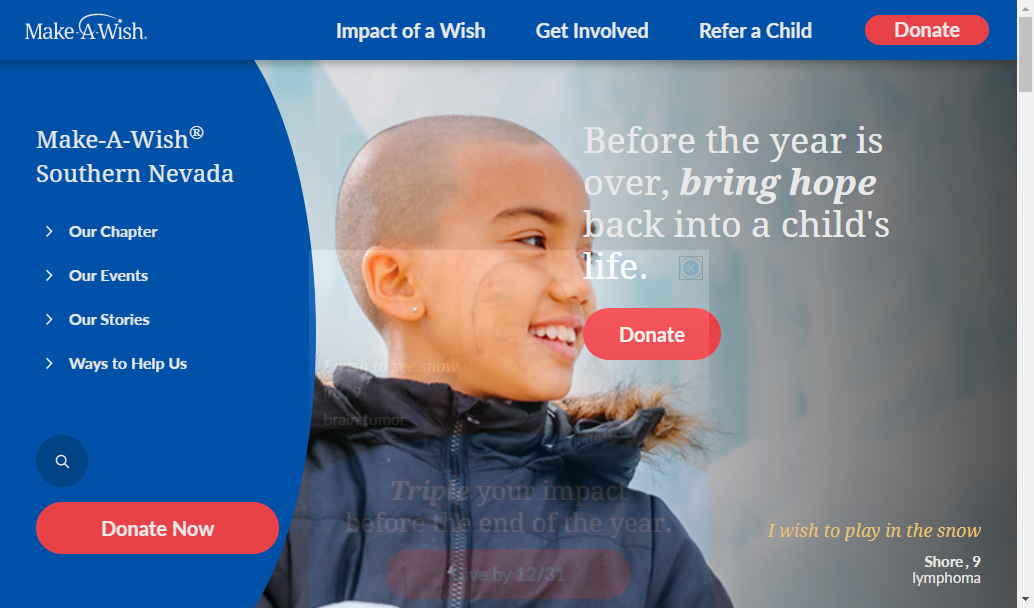 Make-A-Wish.
Impact of a Wish
Get Involved
Refer a Child
Donate
Make-A-Wish®
Southern Nevada
Our Chapter
Our Events
Our Stories
Ways to Help Us
Donate Now
Before the year is
over, bring hope
back into a child's
life.
Donate
I wish to see snow
9
brain tumor
Triple your impact
before the end of the year.
Give by 12/31
I wish to play in the snow
Shore, 9
lymphoma